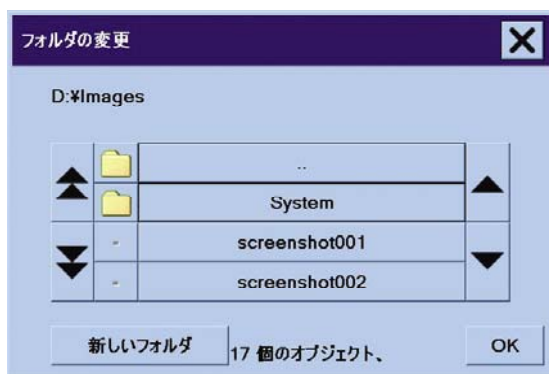 フォルダの変更
D:¥Images
..
System
- screenshot001
- screenshot002
新しいフォルダ 17 個のオブジェクト、 OK